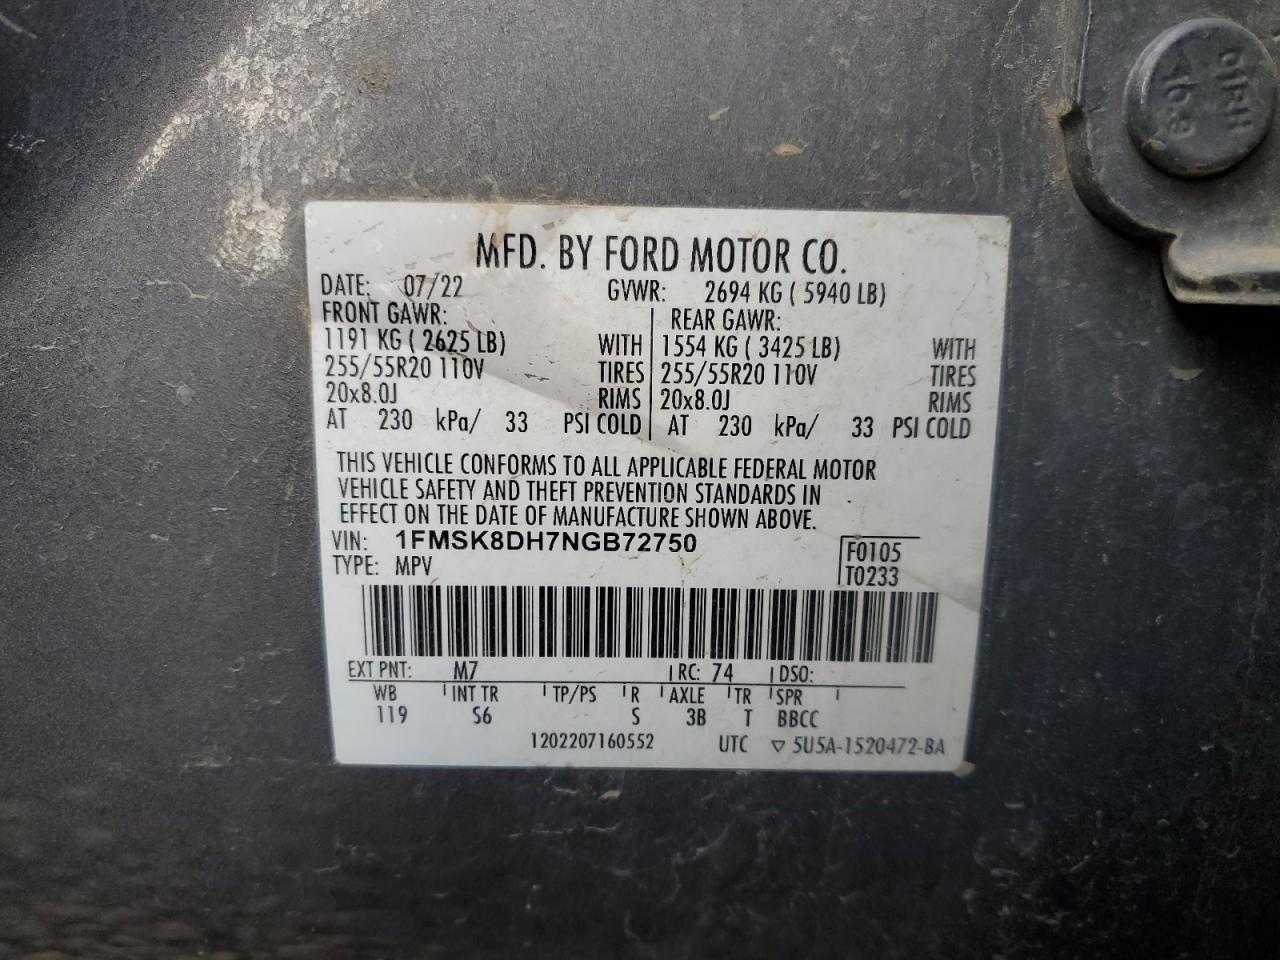 MFD. BY FORD MOTOR CO.
DATE: 07/22 GVWR: 2694 KG ( 5940 LB)
FRONT GAWR: REAR GAWR:
1191 KG ( 2625 LB) WITH 1554 KG ( 3425 LB) WITH
255/55R20 110V TIRES 255/55R20 110V TIRES
20x8.0J RIMS 20x8.0J RIMS
AT 230 kPa/ 33 PSI COLD AT 230 kPa/ 33 PSI COLD
THIS VEHICLE CONFORMS TO ALL APPLICABLE FEDERAL MOTOR
VEHICLE SAFETY AND THEFT PREVENTION STANDARDS IN
EFFECT ON THE DATE OF MANUFACTURE SHOWN ABOVE.
VIN: 1FMSK8DH7NGB72750 F0105
TYPE: MPV T0233
EXT PNT: M7 RC: 74 DSO:
WB INT TR TP/PS R AXLE TR SPR
119 S6 S 3B T BBCC
1202207160552 UTC ▽ 5U5A-1520472-BA